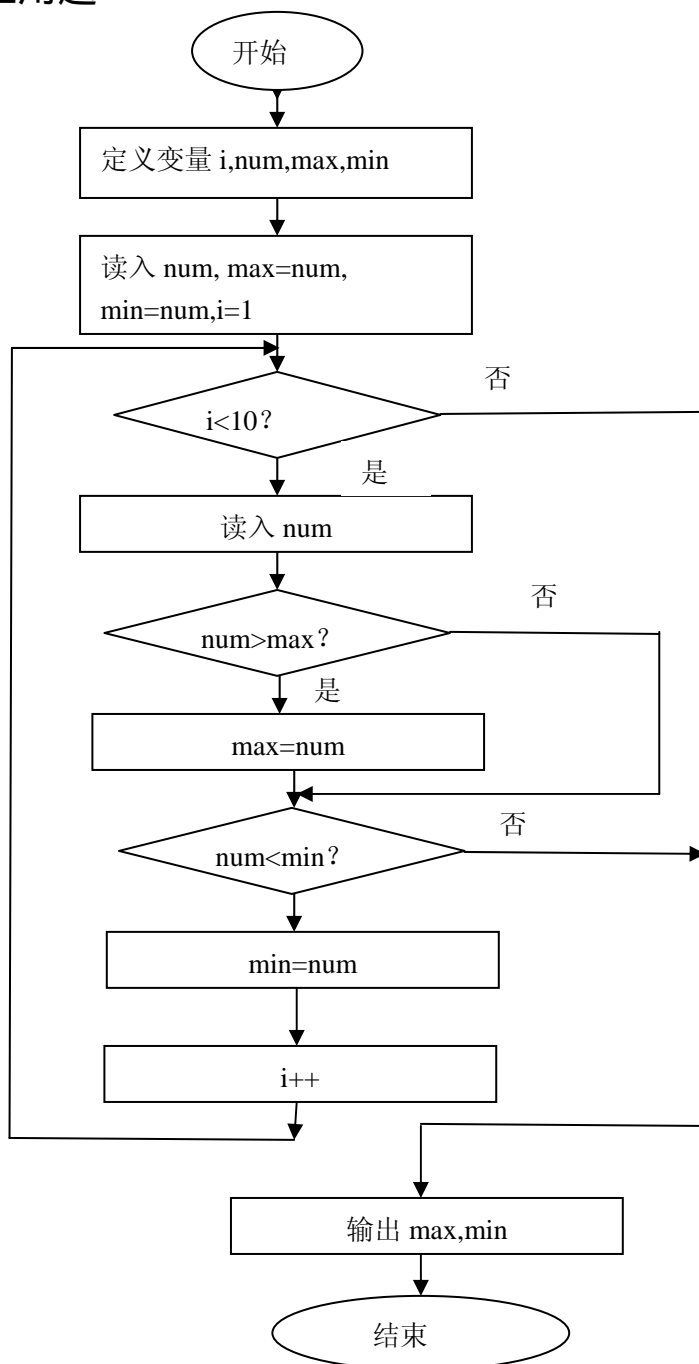 开始
定义变量 i,num,max,min
读入 num, max=num,
min=num,i=1
否
i<10？
是
读入 num
否
num>max？
是
max=num
否
num<min？
min=num
i++
输出 max,min
结束